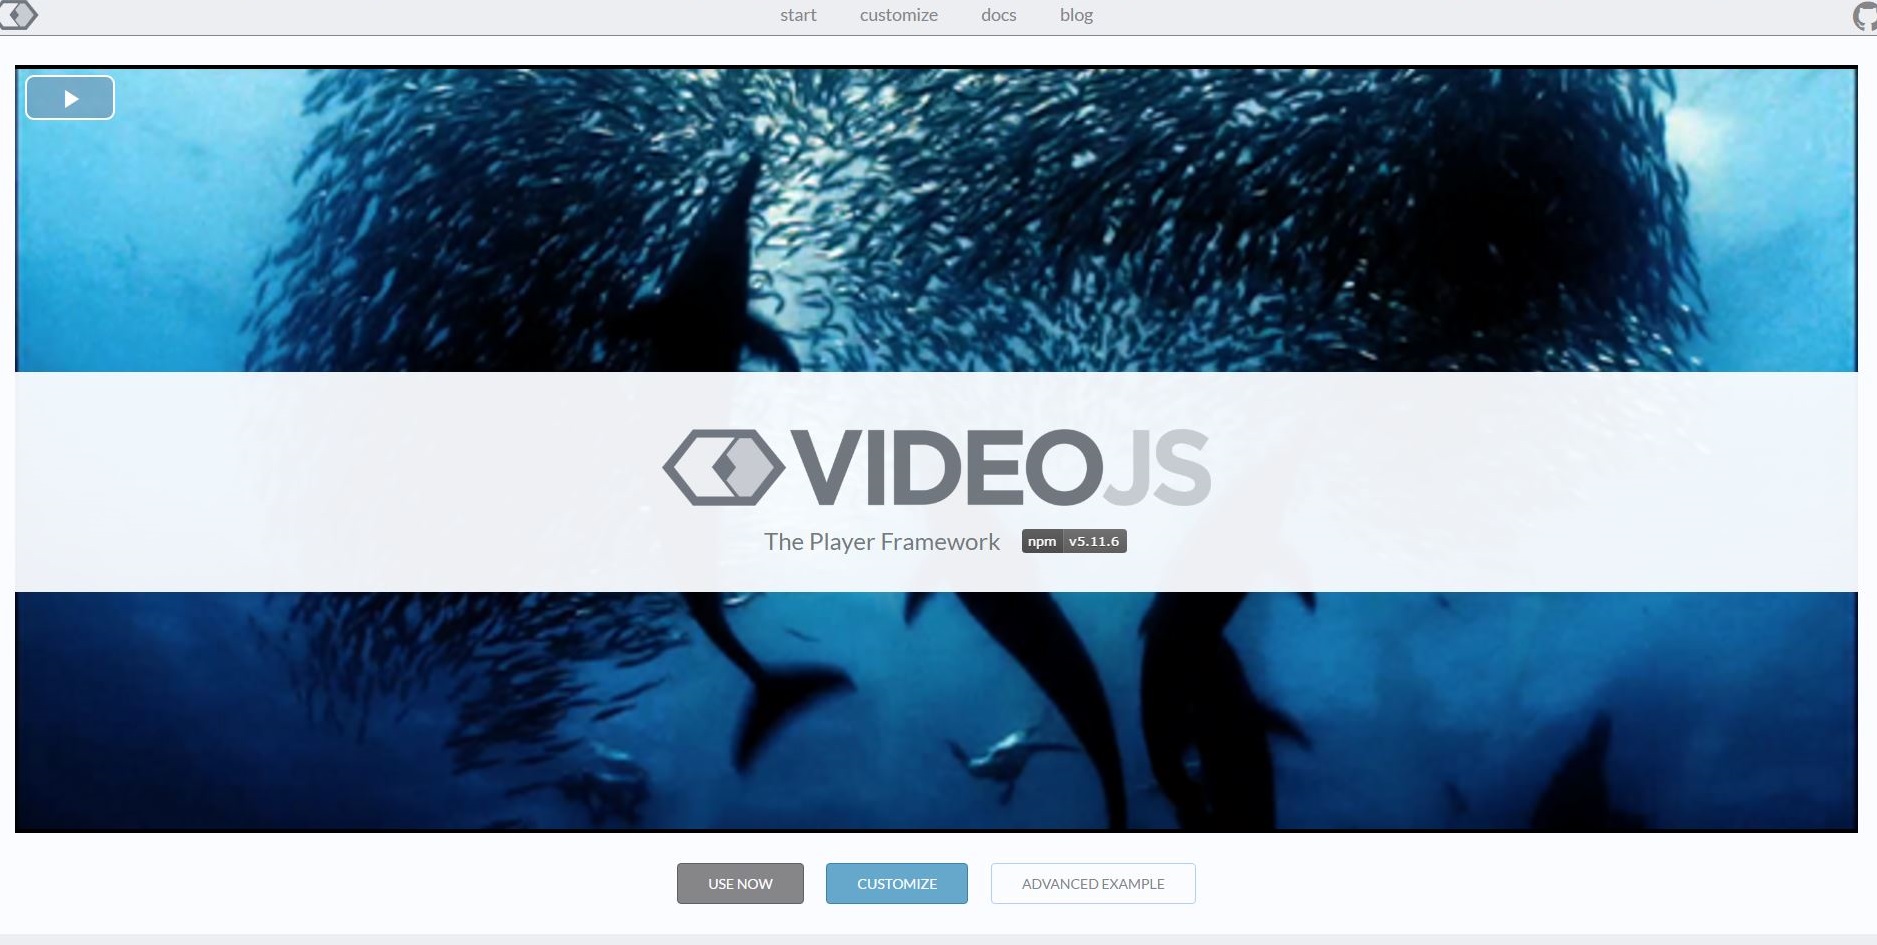 start customize docs blog
VIDEOJS
The Player Framework npm v5.11.6
USE NOW CUSTOMIZE ADVANCED EXAMPLE